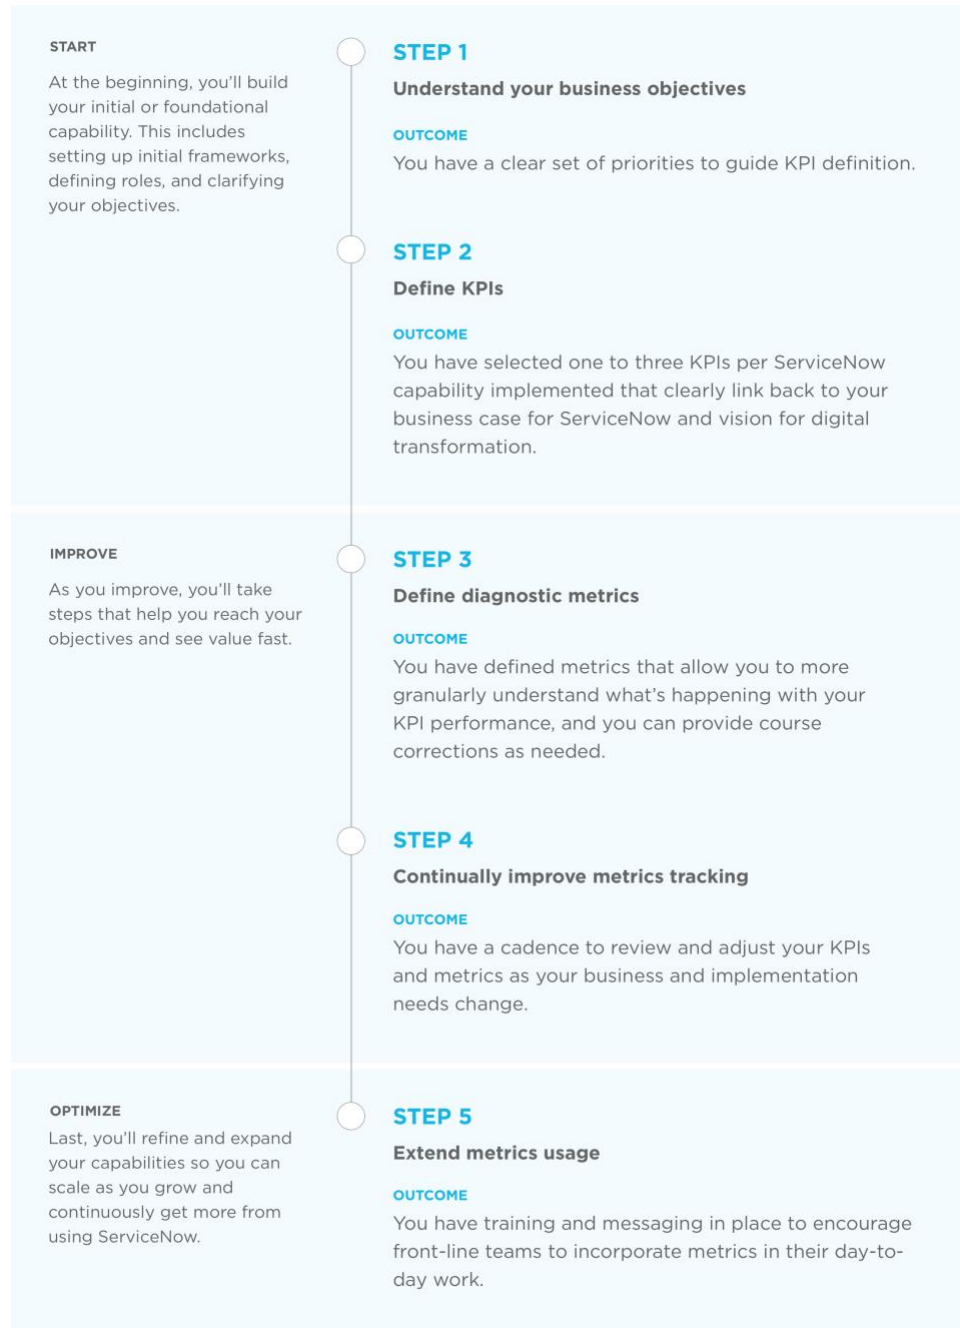 START
At the beginning, you'll build
your initial or foundational
capability. This includes
setting up initial frameworks,
defining roles, and clarifying
your objectives.
STEP 1
Understand your business objectives
OUTCOME
You have a clear set of priorities to guide KPI definition.
STEP 2
Define KPIs
OUTCOME
You have selected one to three KPIs per ServiceNow
capability implemented that clearly link back to your
business case for ServiceNow and vision for digital
transformation.
IMPROVE
As you improve, you'll take
steps that help you reach your
objectives and see value fast.
STEP 3
Define diagnostic metrics
OUTCOME
You have defined metrics that allow you to more
granularly understand what's happening with your
KPI performance, and you can provide course
corrections as needed.
STEP 4
Continually improve metrics tracking
OUTCOME
You have a cadence to review and adjust your KPIs
and metrics as your business and implementation
needs change.
OPTIMIZE
Last, you'll refine and expand
your capabilities so you can
scale as you grow and
continuously get more from
using ServiceNow.
STEP 5
Extend metrics usage
OUTCOME
You have training and messaging in place to encourage
front-line teams to incorporate metrics in their day-to-
day work.